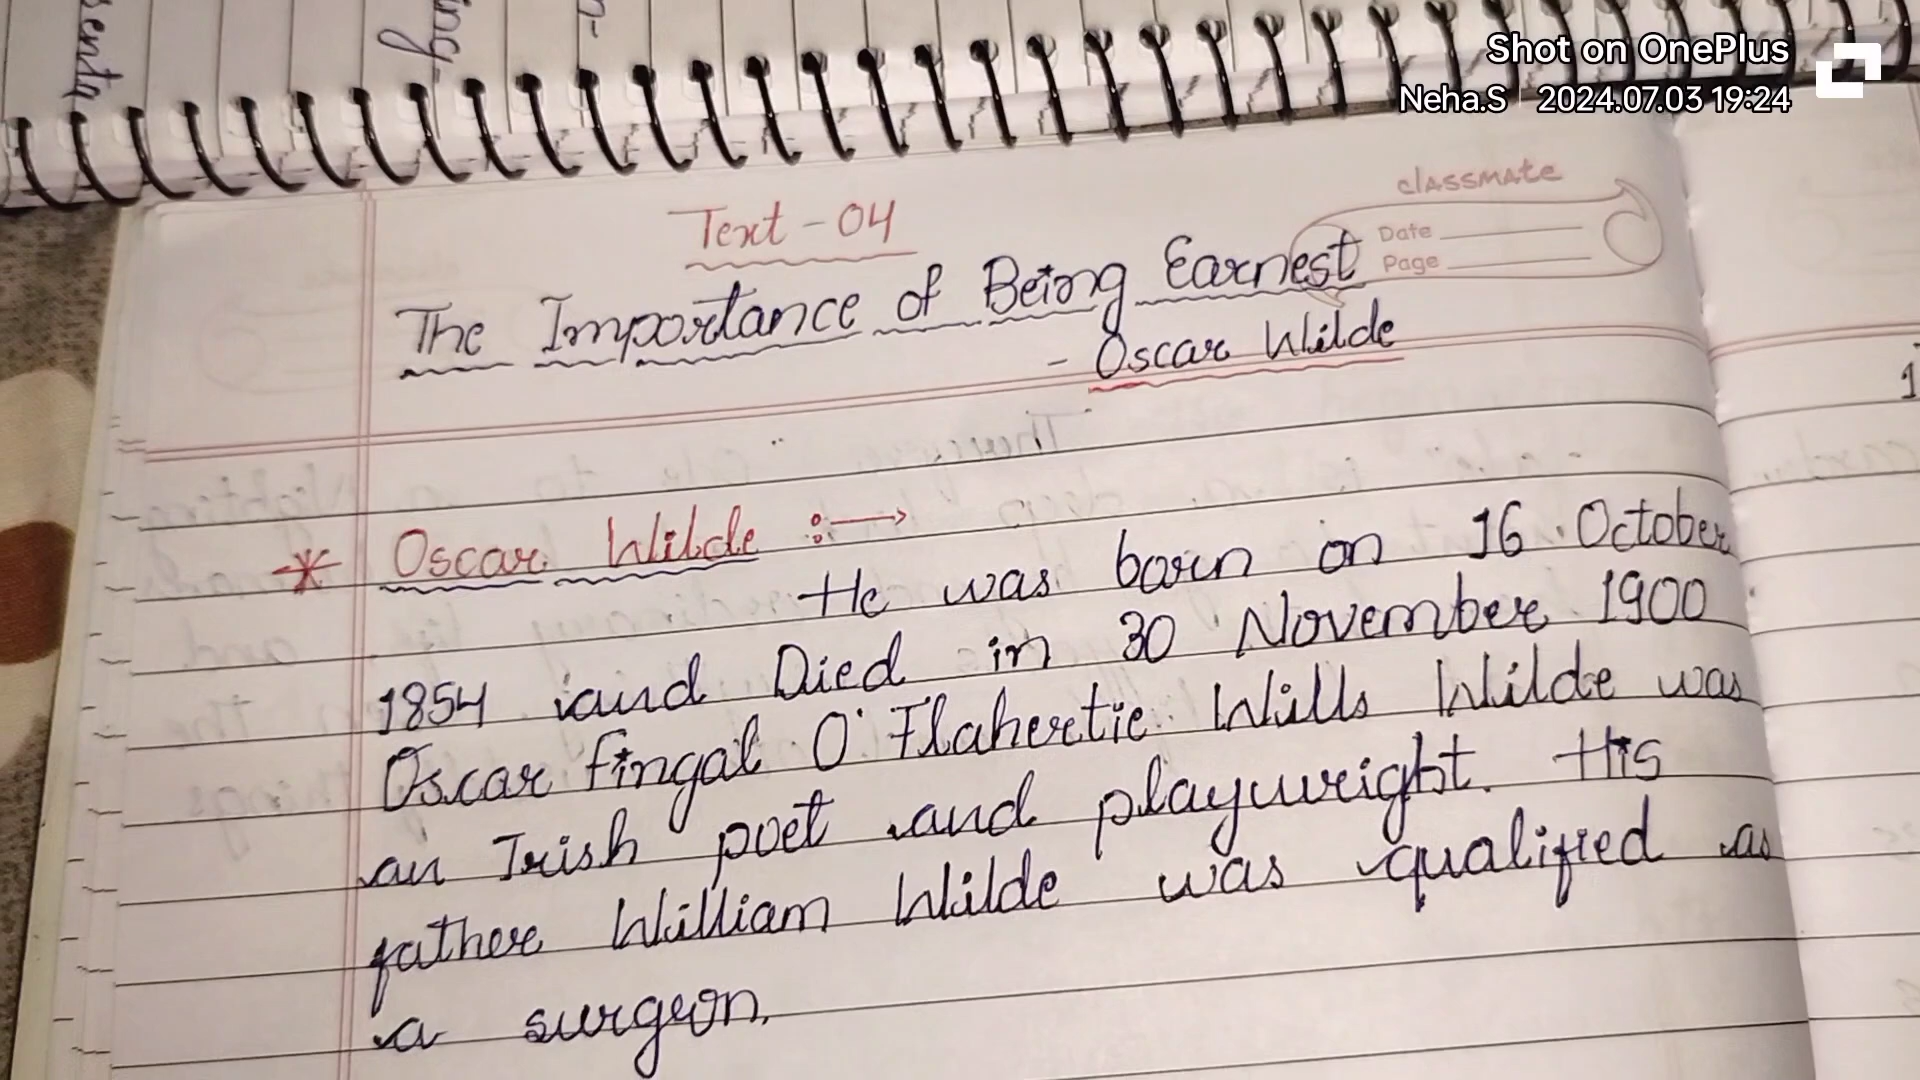 Shot on OnePlus
Neha.S 2024.07.03 19:24
classmate
Date
Page
Text - 04
The Importance of Being Earnest
- Oscar Wilde
* Oscar Wilde :→
He was born on 16 October
1854 and Died in 30 November 1900
Oscar fingal O' Flahertie Wills Wilde was
an Irish poet and playwright. His
father William Wilde was qualified as
a surgeon.